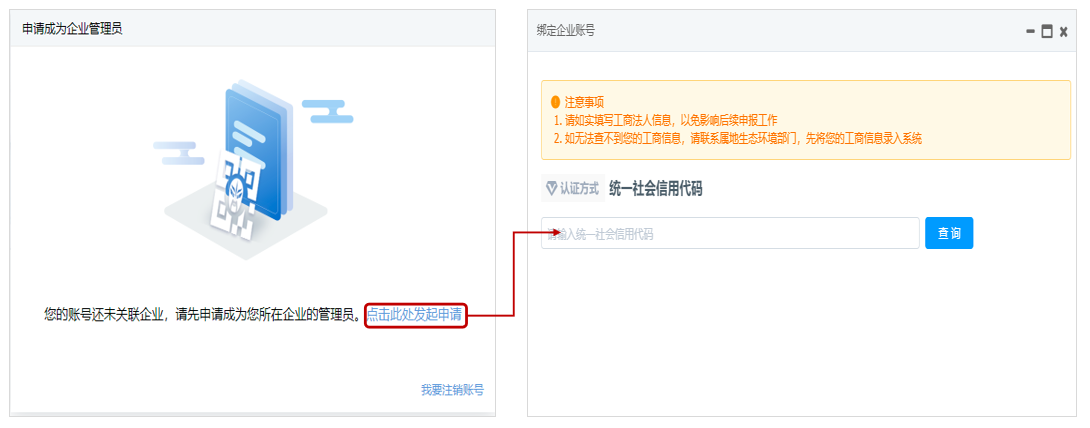 申请成为企业管理员
您的账号还未关联企业，请先申请成为您所在企业的管理员。点击此处发起申请
我要注销账号
绑定企业账号
注意事项
1. 请如实填写工商法人信息，以免影响后续申报工作
2. 如无法查不到您的工商信息，请联系属地生态环境部门，先将您的工商信息录入系统
认证方式 统一社会信用代码
请输入统一社会信用代码
查询